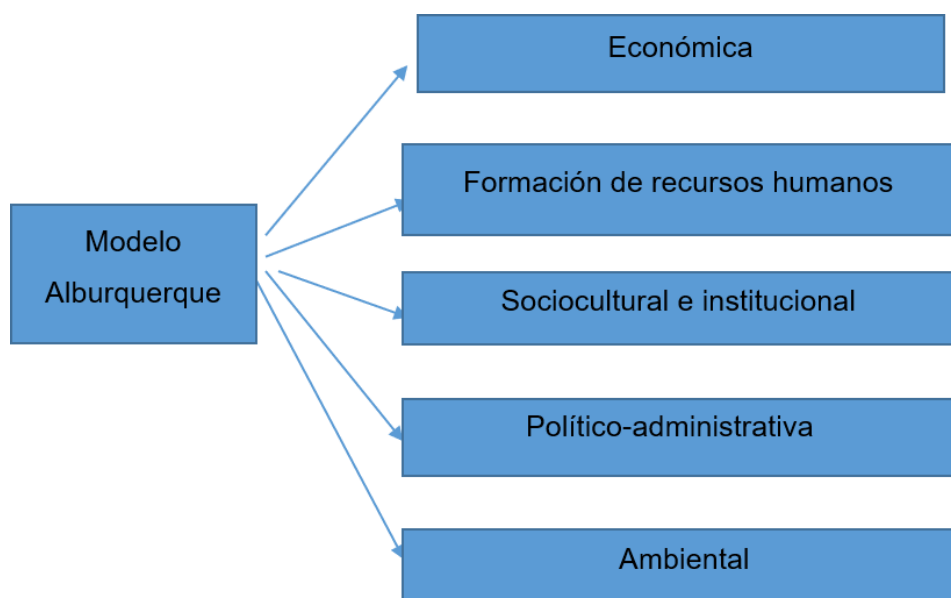 Económica
Formación de recursos humanos
Modelo
Alburquerque
Sociocultural e institucional
Político-administrativa
Ambiental